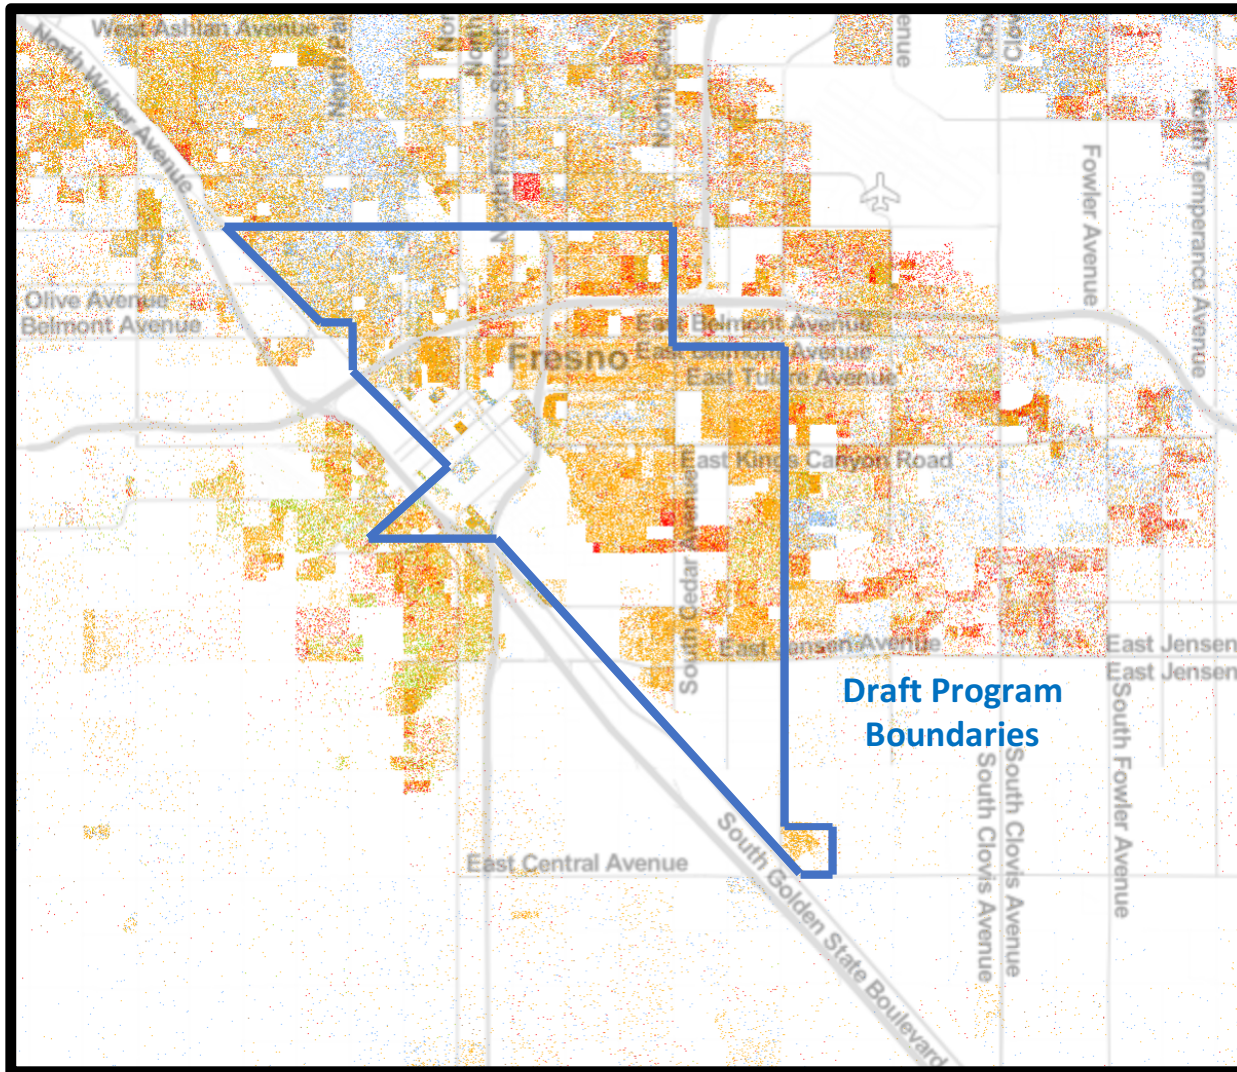 West Ashlan Avenue
North Weber Avenue
North Fresno Street
North Cedar
Fowler Avenue
North Temperance Avenue
Olive Avenue
Belmont Avenue
East Belmont Avenue
Fresno
East Belmont Avenue
East Tulare Avenue
East Kings Canyon Road
South Cedar Avenue
East Jensen Avenue
East Jensen
East Jensen
Draft Program
Boundaries
South Fowler Avenue
South Clovis Avenue
South Clovis Avenue
East Central Avenue
South Golden State Boulevard